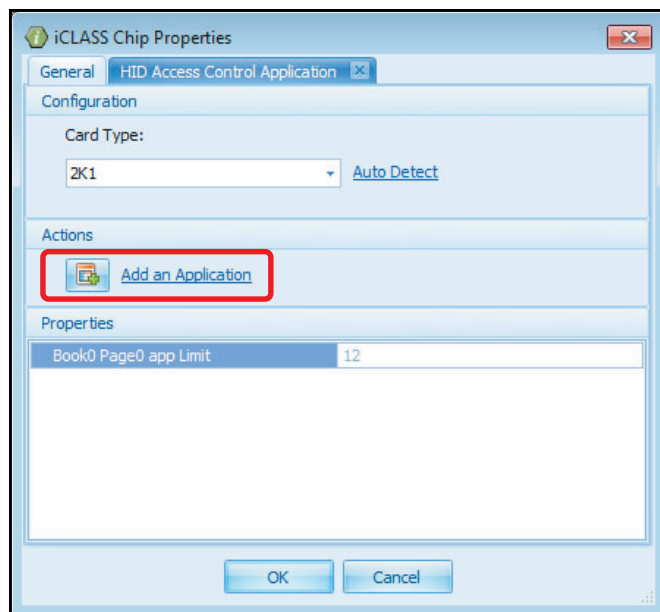 iCLASS Chip Properties
General HID Access Control Application
Configuration
Card Type:
2K1 Auto Detect
Actions
Add an Application
Properties
Book0 Page0 app Limit 12
OK Cancel